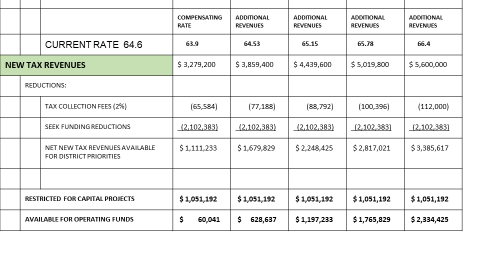 COMPENSATING RATE ADDITIONAL REVENUES ADDITIONAL REVENUES ADDITIONAL REVENUES ADDITIONAL REVENUES
CURRENT RATE 64.6 63.9 64.53 65.15 65.78 66.4
NEW TAX REVENUES $ 3,279,200 $ 3,859,400 $ 4,439,600 $ 5,019,800 $ 5,600,000
REDUCTIONS:
TAX COLLECTION FEES (2%) (65,584) (77,188) (88,792) (100,396) (112,000)
SEEK FUNDING REDUCTIONS (2,102,383) (2,102,383) (2,102,383) (2,102,383) (2,102,383)
NET NEW TAX REVENUES AVAILABLE FOR DISTRICT PRIORITIES $ 1,111,233 $ 1,679,829 $ 2,248,425 $ 2,817,021 $ 3,385,617
RESTRICTED FOR CAPITAL PROJECTS $ 1,051,192 $ 1,051,192 $ 1,051,192 $ 1,051,192 $ 1,051,192
AVAILABLE FOR OPERATING FUNDS $ 60,041 $ 628,637 $ 1,197,233 $ 1,765,829 $ 2,334,425